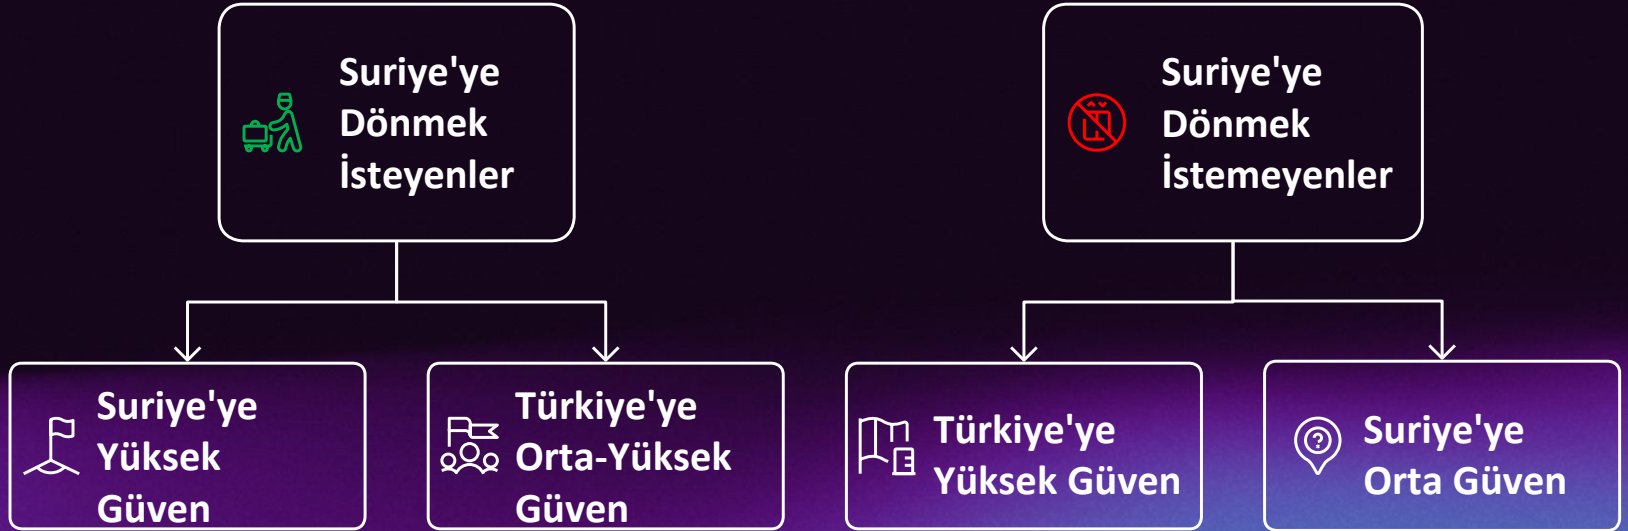 Suriye'ye
Dönmek
İsteyenler
Suriye'ye
Dönmek
İstemeyenler
Suriye'ye
Yüksek
Güven
Türkiye'ye
Orta-Yüksek
Güven
Türkiye'ye
Yüksek Güven
Suriye'ye
Orta Güven